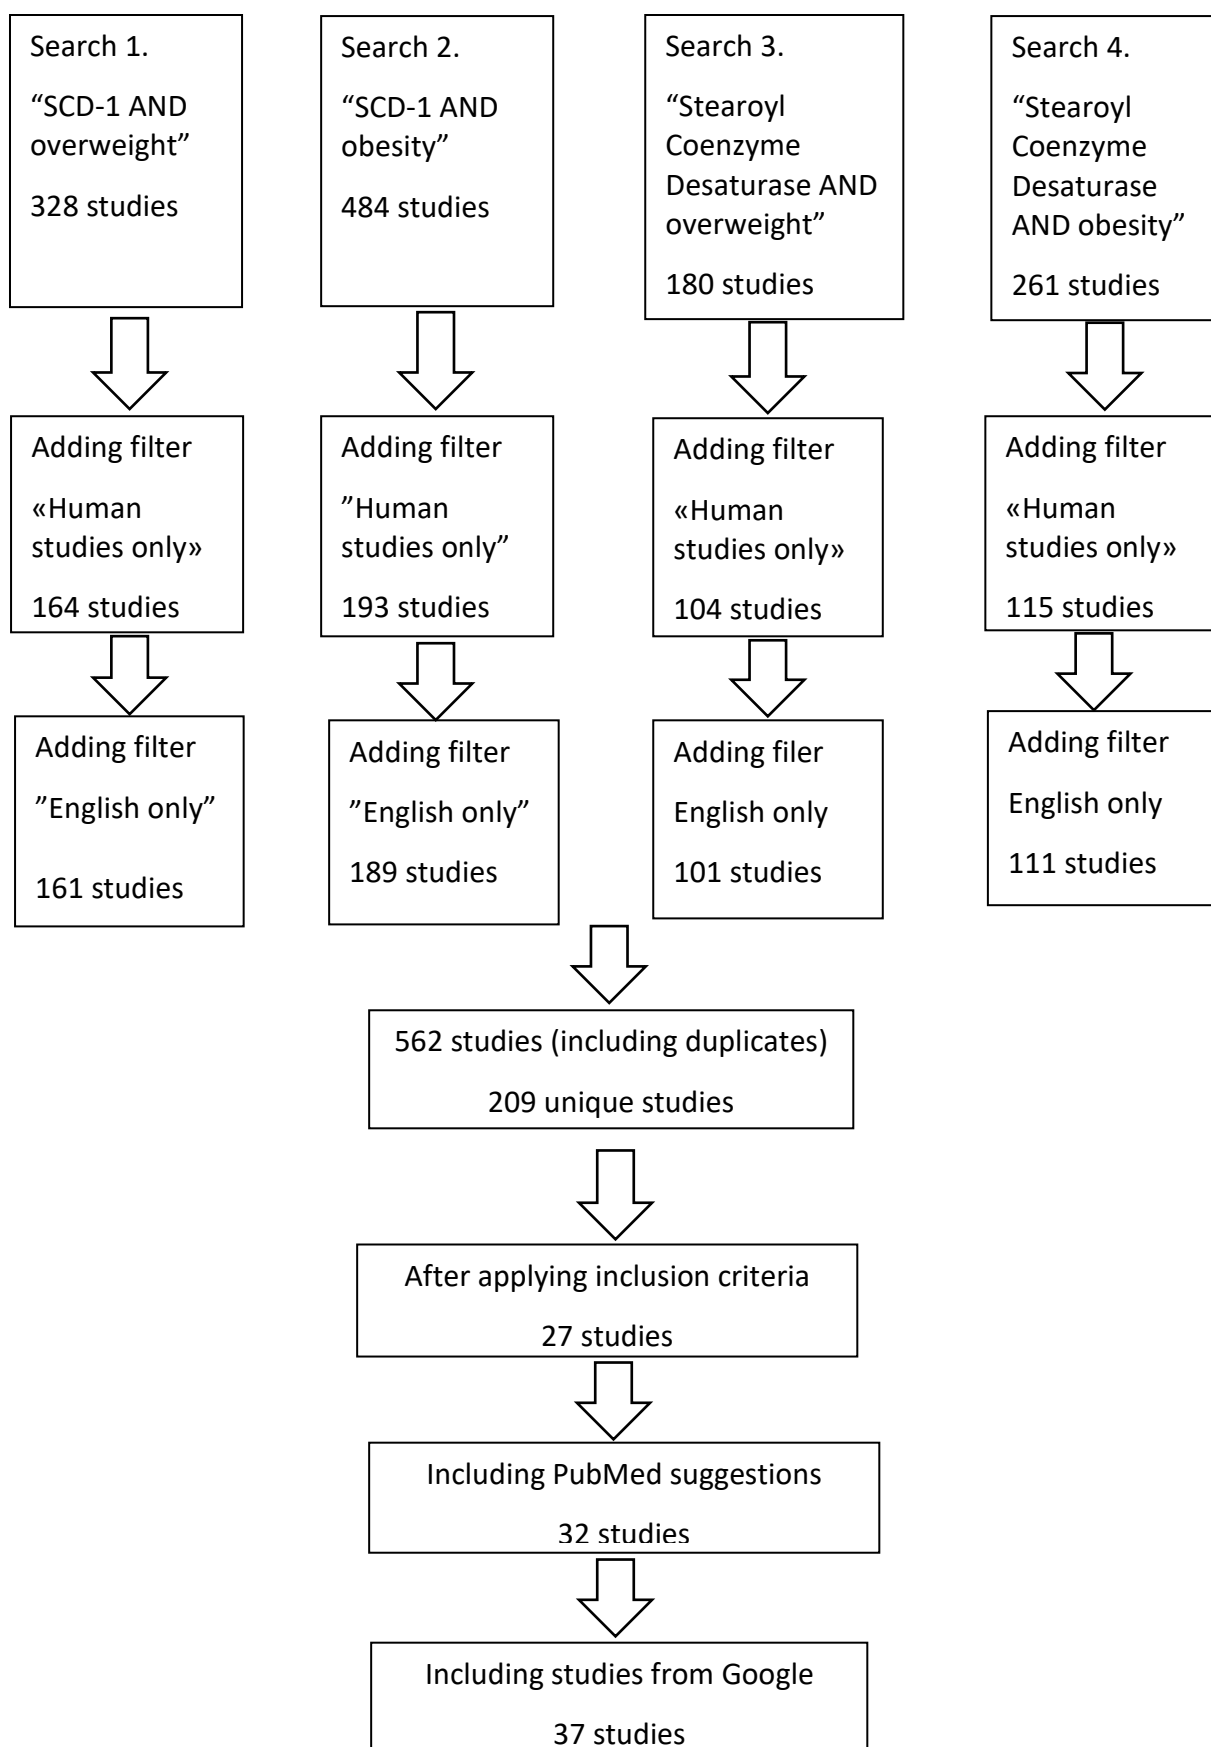 Search 1.
“SCD-1 AND
overweight”
328 studies
Search 2.
“SCD-1 AND
obesity”
484 studies
Search 3.
“Stearoyl
Coenzyme
Desaturase AND
overweight”
180 studies
Search 4.
“Stearoyl
Coenzyme
Desaturase
AND obesity”
261 studies
Adding filter
«Human
studies only»
164 studies
Adding filter
”Human
studies only”
193 studies
Adding filter
«Human
studies only»
104 studies
Adding filter
«Human
studies only»
115 studies
Adding filter
”English only”
161 studies
Adding filter
”English only”
189 studies
Adding filer
English only
101 studies
Adding filter
English only
111 studies
562 studies (including duplicates)
209 unique studies
After applying inclusion criteria
27 studies
Including PubMed suggestions
32 studies
Including studies from Google
37 studies